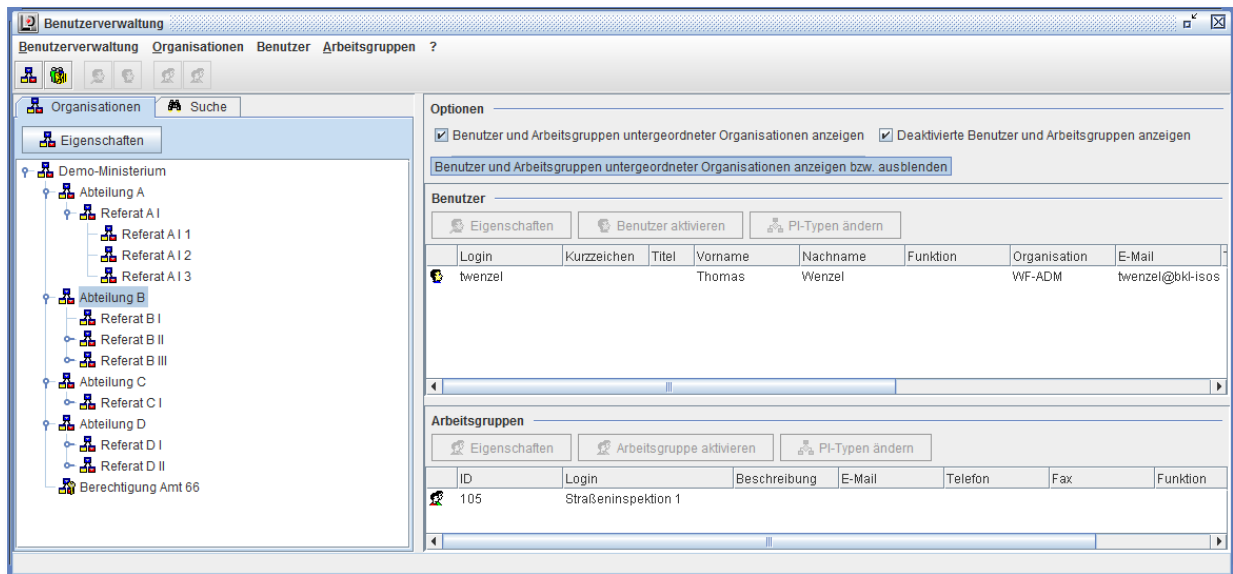 Benutzerverwaltung
Benutzerverwaltung Organisationen Benutzer Arbeitsgruppen ?
Organisationen Suche
Eigenschaften
Demo-Ministerium
Abteilung A
Referat A I
Referat A I 1
Referat A I 2
Referat A I 3
Abteilung B
Referat B I
Referat B II
Referat B III
Abteilung C
Referat C I
Abteilung D
Referat D I
Referat D II
Berechtigung Amt 66
Optionen
Benutzer und Arbeitsgruppen untergeordneter Organisationen anzeigen Deaktivierte Benutzer und Arbeitsgruppen anzeigen
Benutzer und Arbeitsgruppen untergeordneter Organisationen anzeigen bzw. ausblenden
Benutzer
Eigenschaften Benutzer aktivieren PI-Typen ändern
Login Kurzzeichen Titel Vorname Nachname Funktion Organisation E-Mail
twenzel Thomas Wenzel WF-ADM twenzel@bkl-isos
Arbeitsgruppen
Eigenschaften Arbeitsgruppe aktivieren PI-Typen ändern
ID Login Beschreibung E-Mail Telefon Fax Funktion
105 Straßeninspektion 1